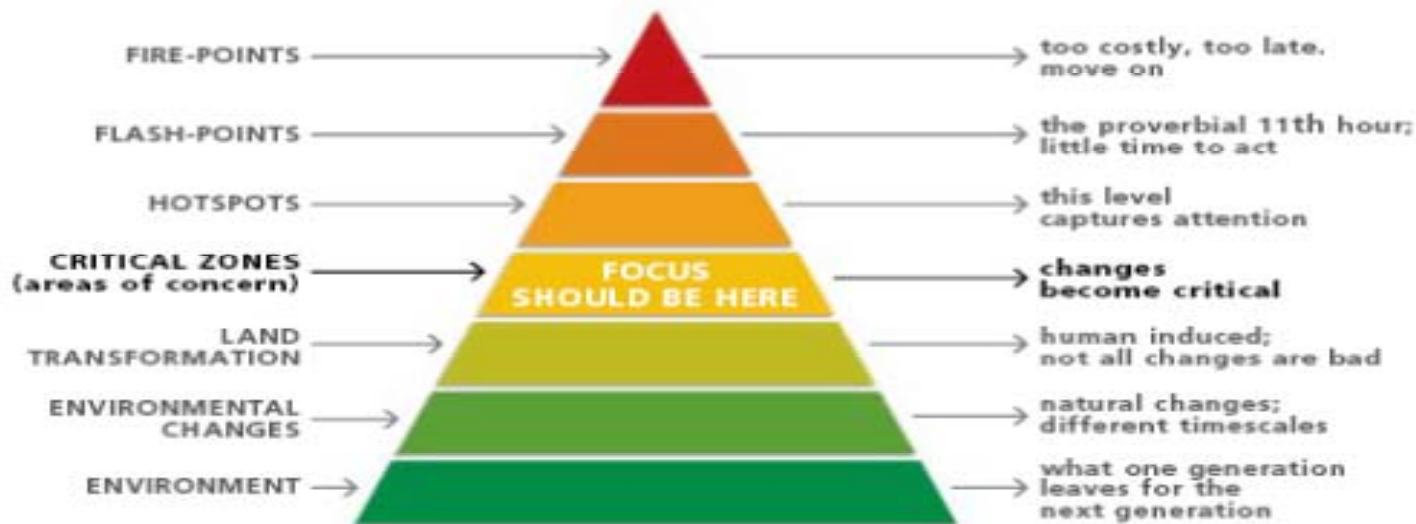 FIRE-POINTS
too costly, too late.
move on
FLASH-POINTS
the proverbial 11th hour;
little time to act
HOTSPOTS
this level
captures attention
CRITICAL ZONES
(areas of concern)
FOCUS
SHOULD BE HERE
changes
become critical
LAND
TRANSFORMATION
human induced;
not all changes are bad
ENVIRONMENTAL
CHANGES
natural changes;
different timescales
ENVIRONMENT
what one generation
leaves for the
next generation